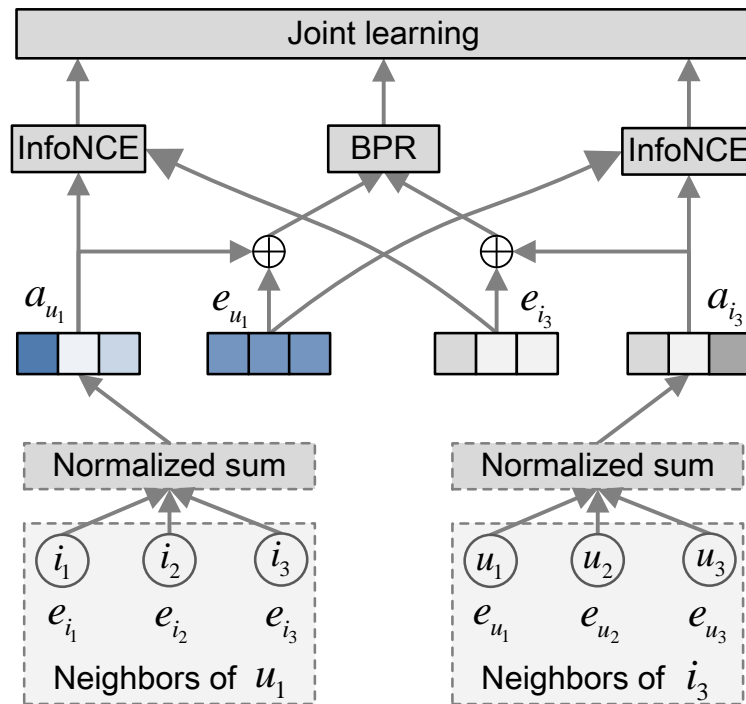 Joint learning
InfoNCE BPR InfoNCE
⊕ ⊕
a_{u_1} e_{u_1} e_{i_3} a_{i_3}
Normalized sum Normalized sum
i_1 i_2 i_3 u_1 u_2 u_3
e_{i_1} e_{i_2} e_{i_3} e_{u_1} e_{u_2} e_{u_3}
Neighbors of u_1 Neighbors of i_3